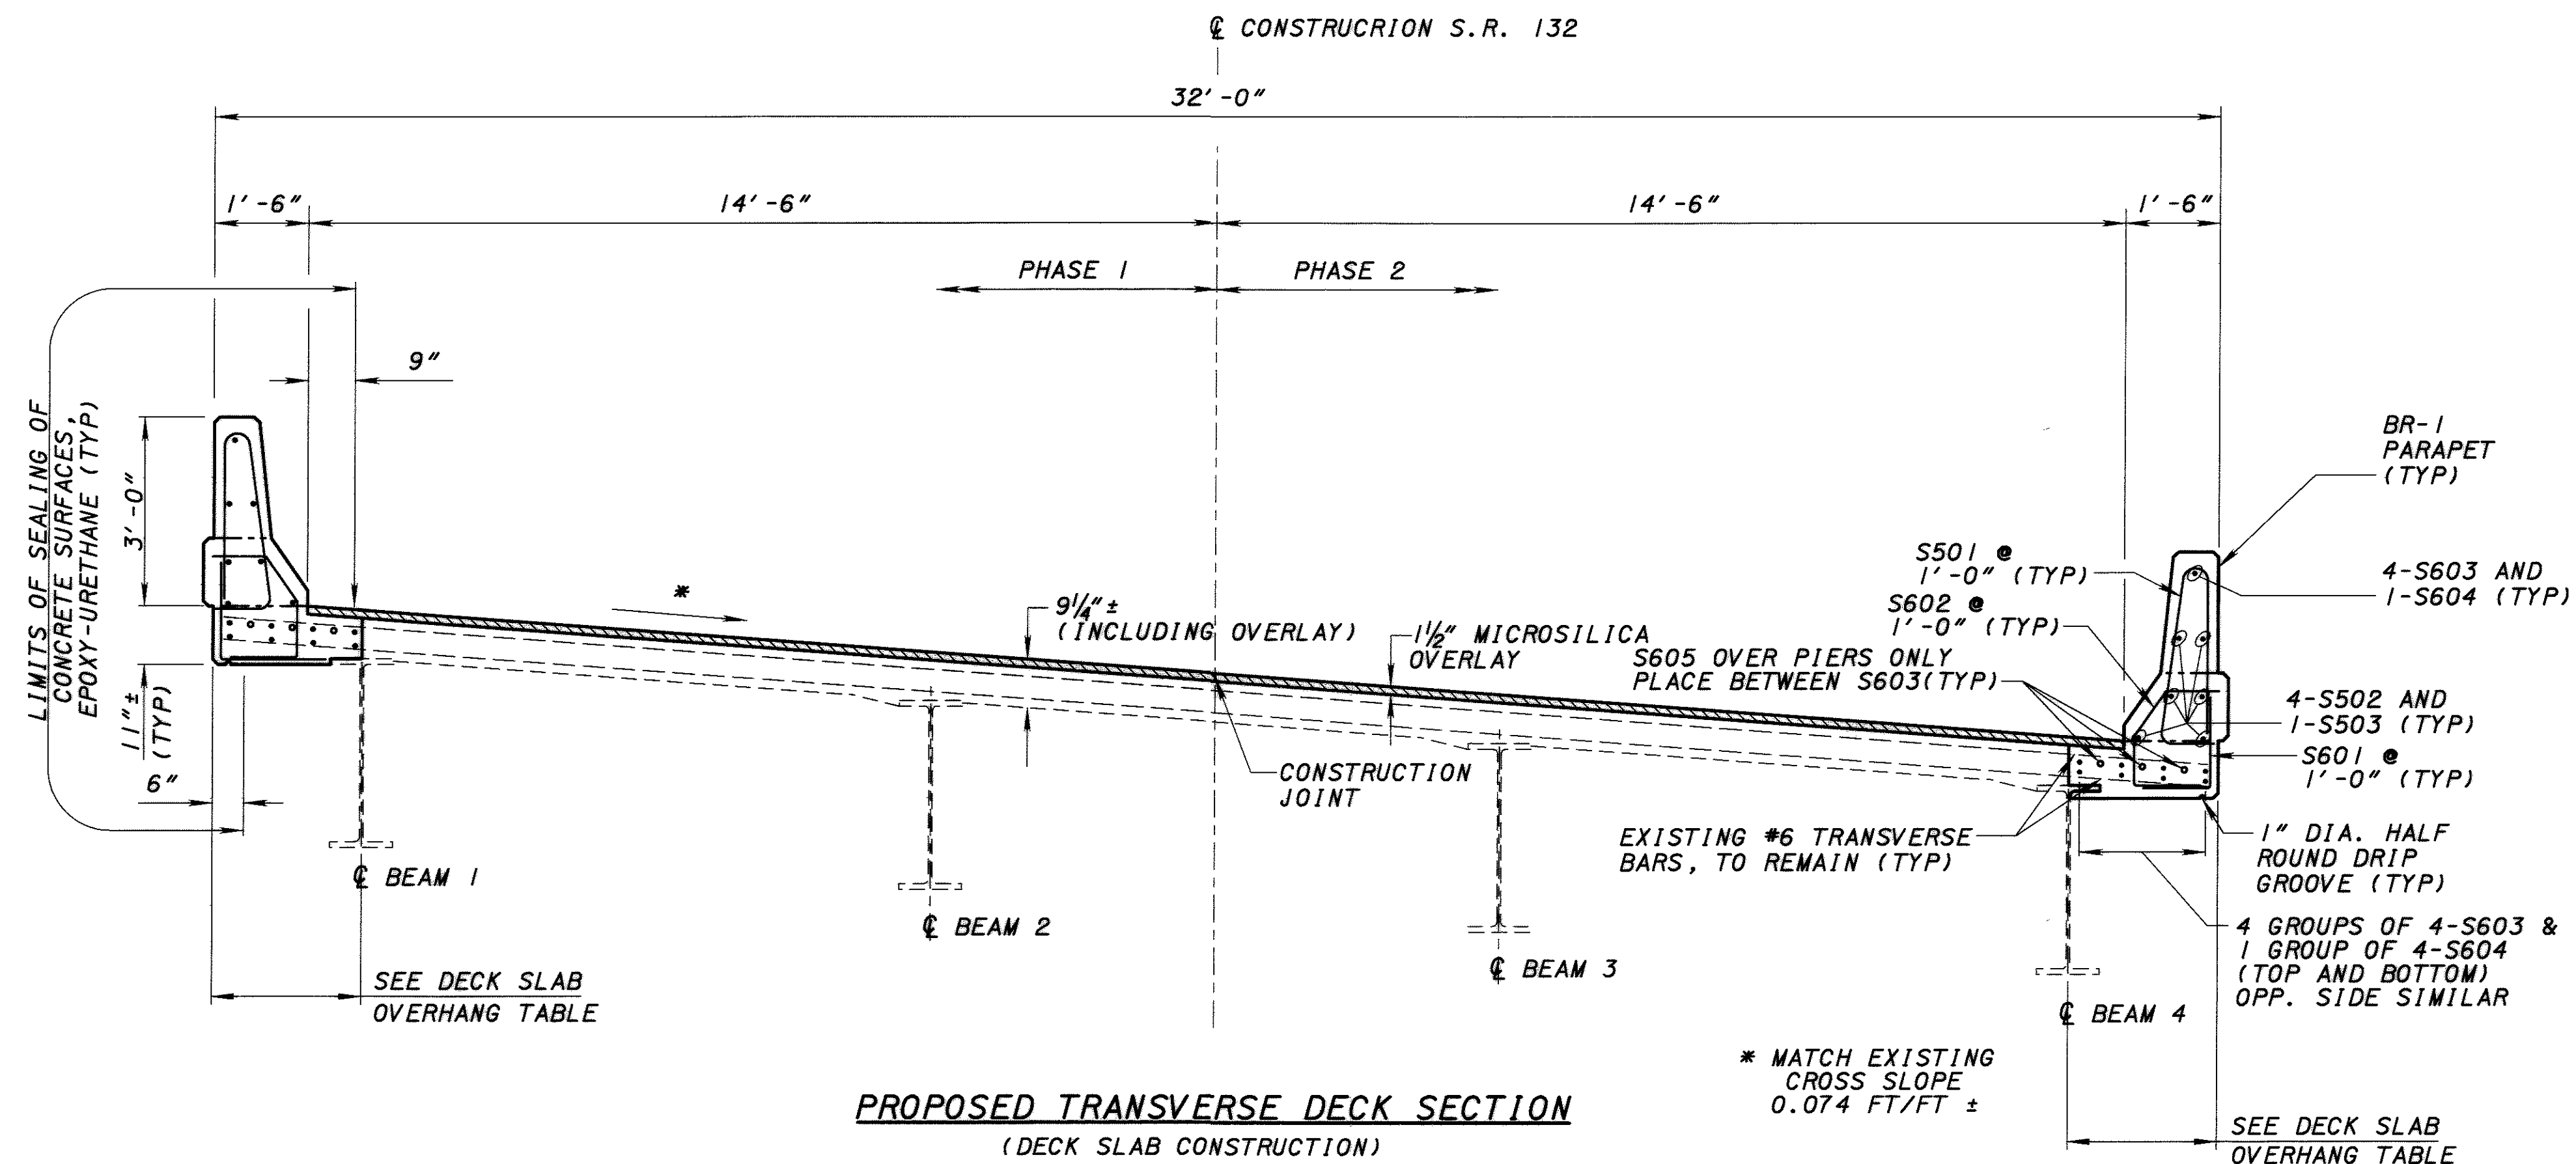 ℄ CONSTRUCRION S.R. 132
32'-0"
1'-6"
14'-6"
14'-6"
1'-6"
PHASE 1
PHASE 2
9"
LIMITS OF SEALING OF
CONCRETE SURFACES,
EPOXY-URETHANE (TYP)
3'-0"
11"±
(TYP)
6"
*
9¼"±
(INCLUDING OVERLAY)
1½" MICROSILICA
OVERLAY
S501 @
1'-0" (TYP)
S602 @
1'-0" (TYP)
S605 OVER PIERS ONLY
PLACE BETWEEN S603(TYP)
BR-1
PARAPET
(TYP)
4-S603 AND
1-S604 (TYP)
4-S502 AND
1-S503 (TYP)
S601 @
1'-0" (TYP)
CONSTRUCTION
JOINT
EXISTING #6 TRANSVERSE
BARS, TO REMAIN (TYP)
1" DIA. HALF
ROUND DRIP
GROOVE (TYP)
4 GROUPS OF 4-S603 &
1 GROUP OF 4-S604
(TOP AND BOTTOM)
OPP. SIDE SIMILAR
℄ BEAM 1
℄ BEAM 2
℄ BEAM 3
℄ BEAM 4
SEE DECK SLAB
OVERHANG TABLE
* MATCH EXISTING
CROSS SLOPE
0.074 FT/FT ±
SEE DECK SLAB
OVERHANG TABLE
PROPOSED TRANSVERSE DECK SECTION
(DECK SLAB CONSTRUCTION)